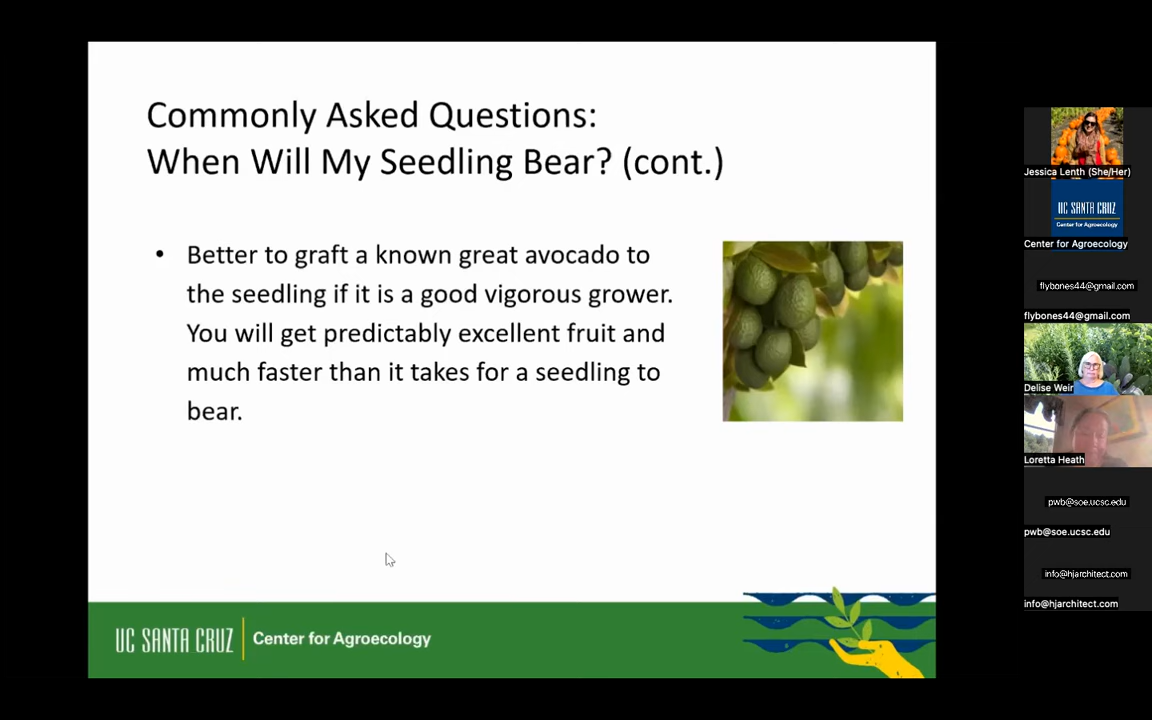 Commonly Asked Questions:
When Will My Seedling Bear? (cont.)
• Better to graft a known great avocado to
the seedling if it is a good vigorous grower.
You will get predictably excellent fruit and
much faster than it takes for a seedling to
bear.
UC SANTA CRUZ | Center for Agroecology
Jessica Lenth (She/Her)
UC SANTA CRUZ
Center for Agroecology
Center for Agroecology
flybones44@gmail.com
flybones44@gmail.com
Delise Weir
Loretta Heath
pwb@soe.ucsc.edu
pwb@soe.ucsc.edu
info@hjarchitect.com
info@hjarchitect.com